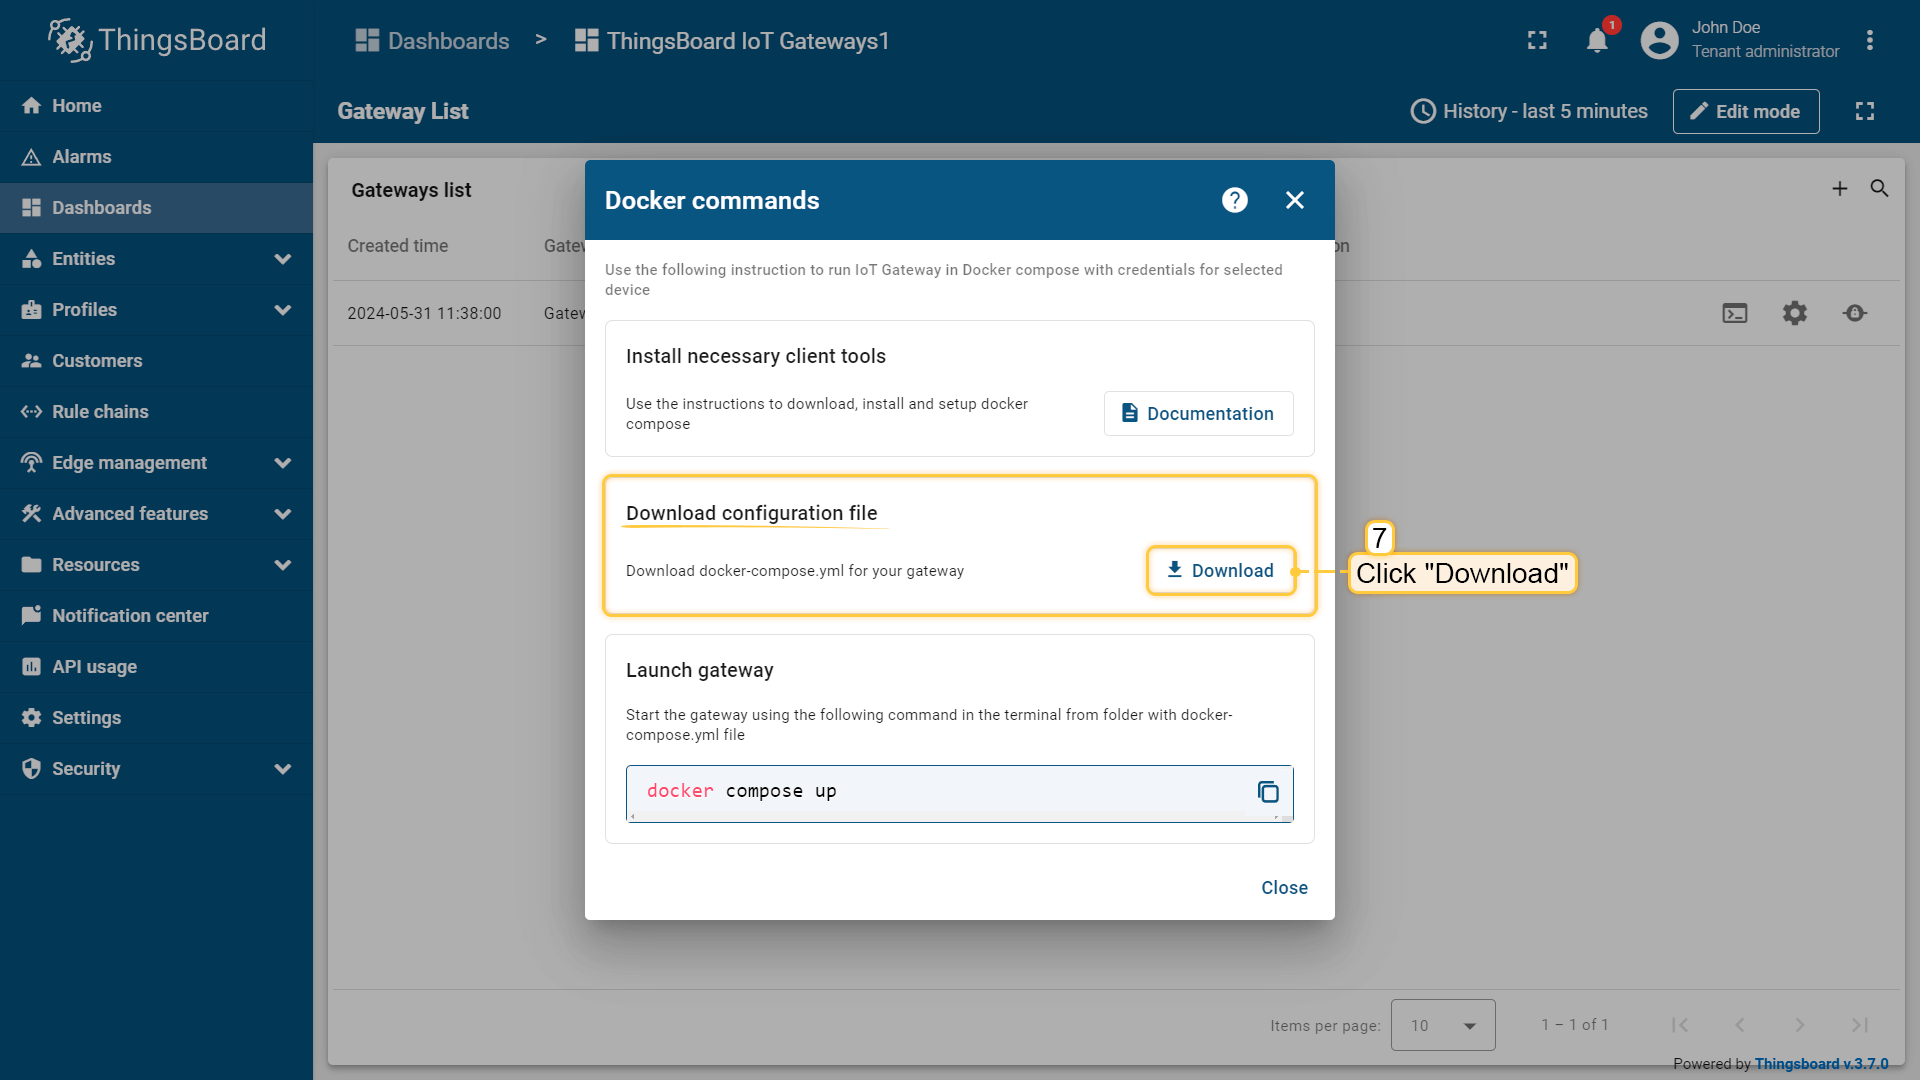 ThingsBoard
Dashboards > ThingsBoard IoT Gateways1
1
John Doe
Tenant administrator
Home
Alarms
Dashboards
Entities
Profiles
Customers
Rule chains
Edge management
Advanced features
Resources
Notification center
API usage
Settings
Security
Gateway List
History - last 5 minutes
Edit mode
Gateways list
Created time
2024-05-31 11:38:00
Docker commands
?
Use the following instruction to run IoT Gateway in Docker compose with credentials for selected
device
Install necessary client tools
Use the instructions to download, install and setup docker
compose
Documentation
Download configuration file
Download docker-compose.yml for your gateway
Download
7
Click "Download"
Launch gateway
Start the gateway using the following command in the terminal from folder with docker-
compose.yml file
docker compose up
Close
Items per page: 10
1 – 1 of 1
Powered by Thingsboard v.3.7.0